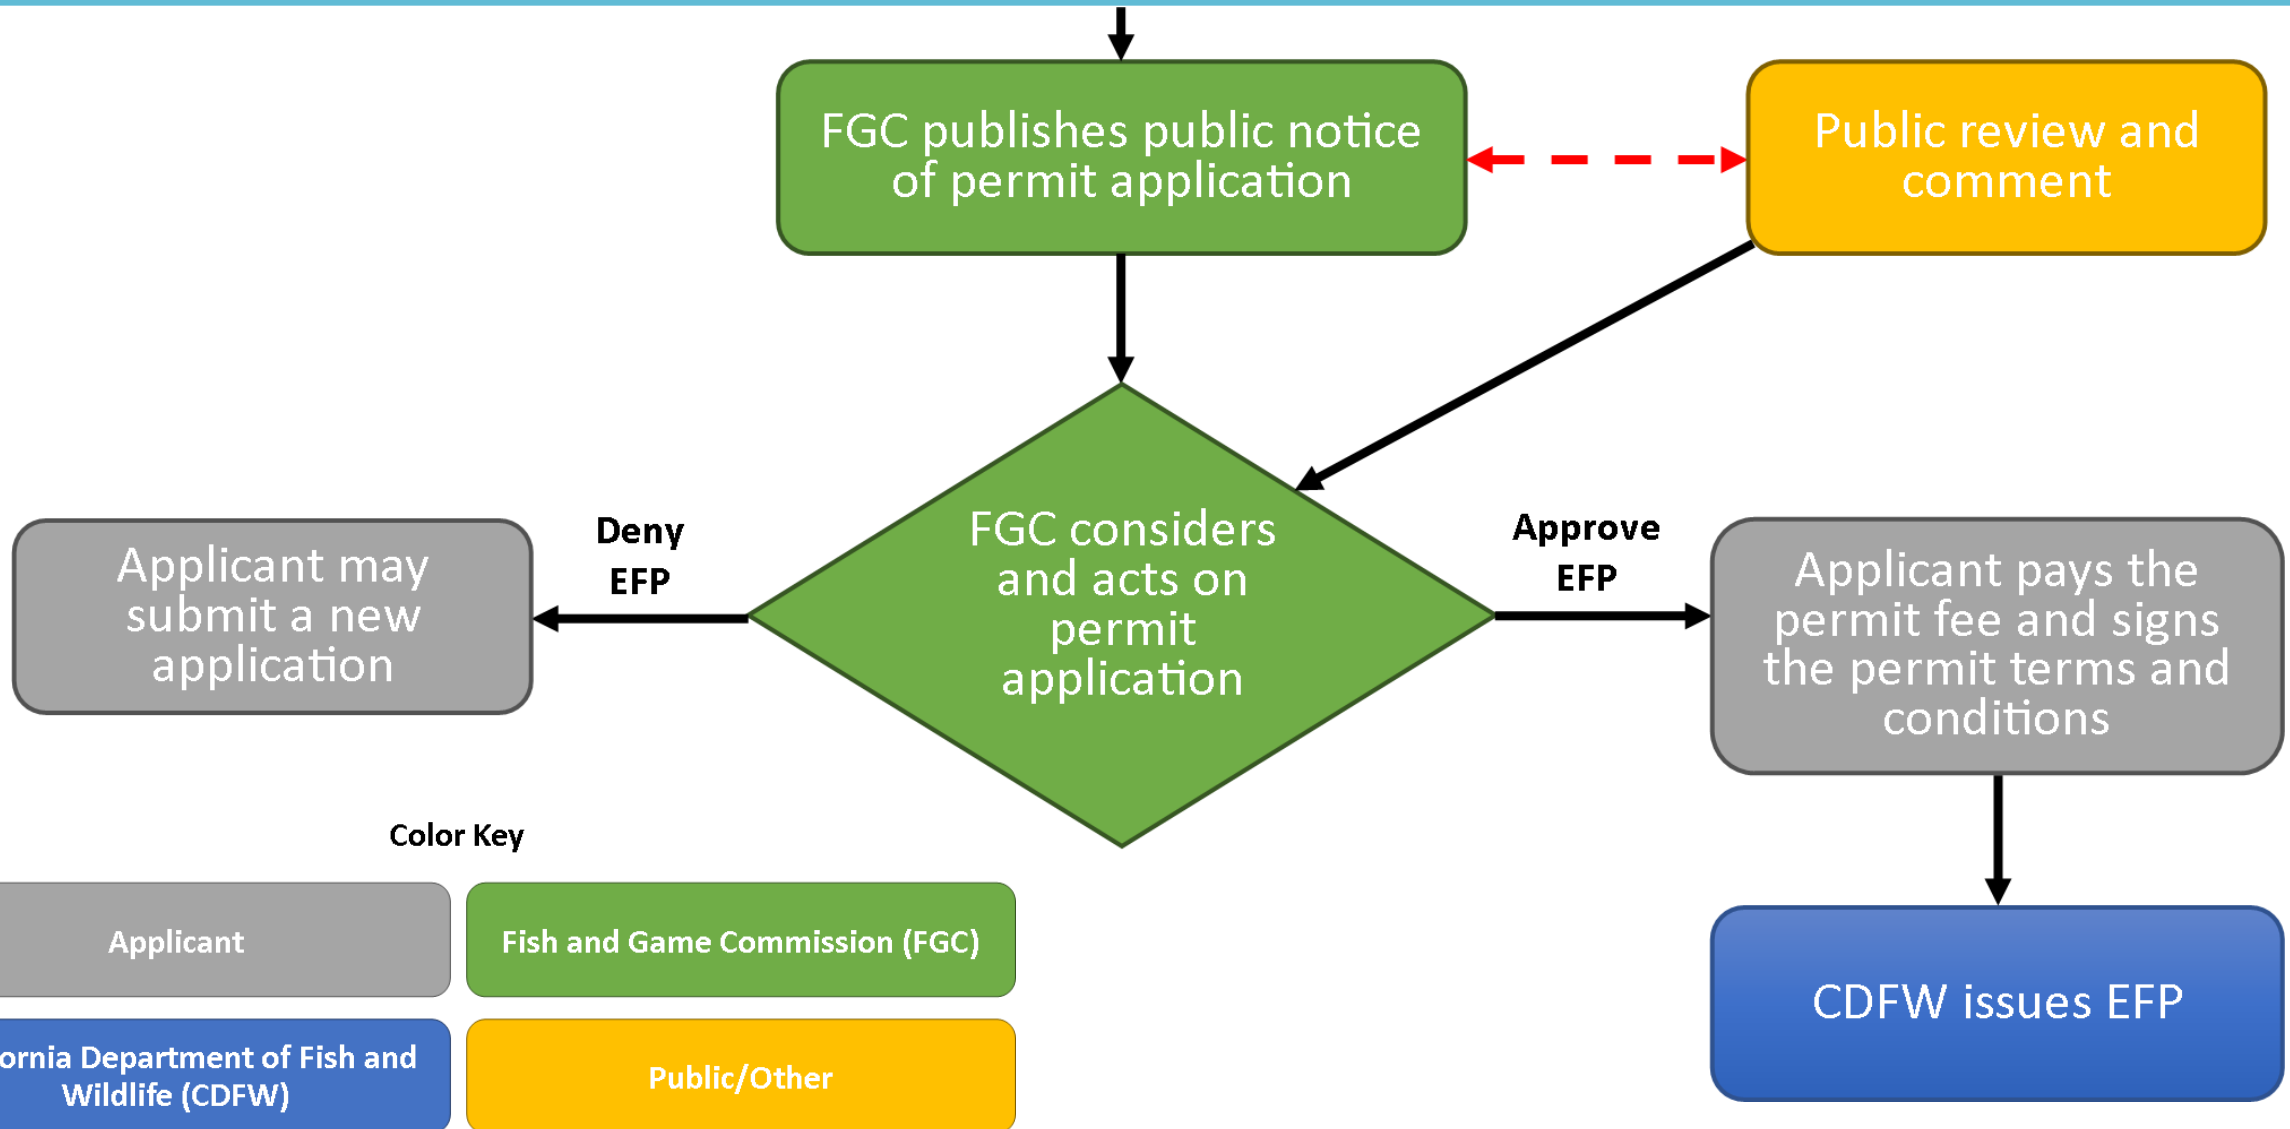 FGC publishes public notice
of permit application
Public review and
comment
Deny
EFP
Applicant may
submit a new
application
FGC considers
and acts on
permit
application
Approve
EFP
Applicant pays the
permit fee and signs
the permit terms and
conditions
CDFW issues EFP
Color Key
Applicant
Fish and Game Commission (FGC)
ornia Department of Fish and
Wildlife (CDFW)
Public/Other